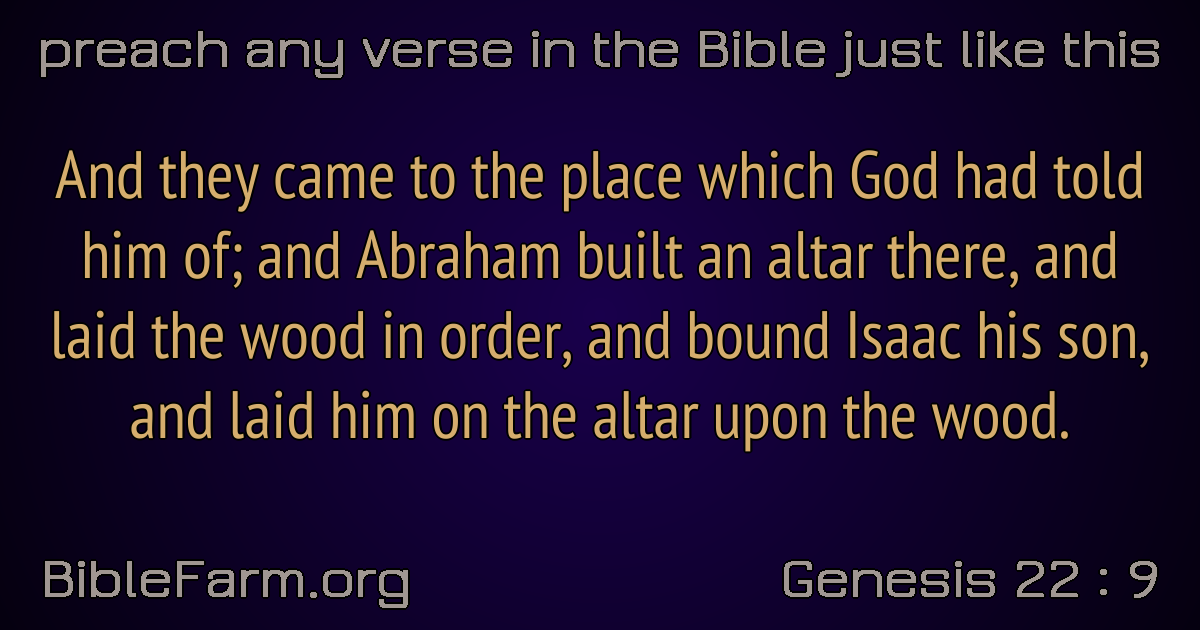 preach any verse in the Bible just like this
And they came to the place which God had told
him of; and Abraham built an altar there, and
laid the wood in order, and bound Isaac his son,
and laid him on the altar upon the wood.
BibleFarm.org
Genesis 22 : 9